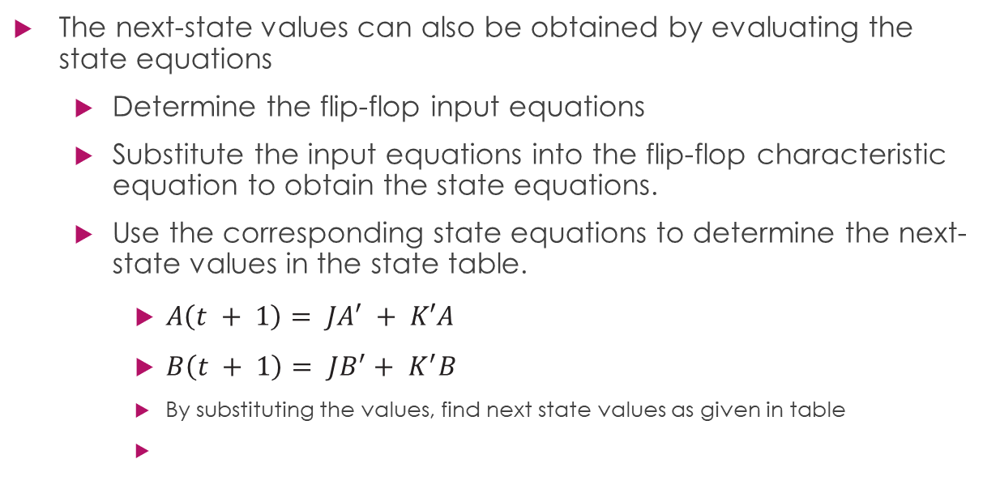 The next-state values can also be obtained by evaluating the
state equations
Determine the flip-flop input equations
Substitute the input equations into the flip-flop characteristic
equation to obtain the state equations.
Use the corresponding state equations to determine the next-
state values in the state table.
A(t + 1) = JA′ + K′A
B(t + 1) = JB′ + K′B
By substituting the values, find next state values as given in table